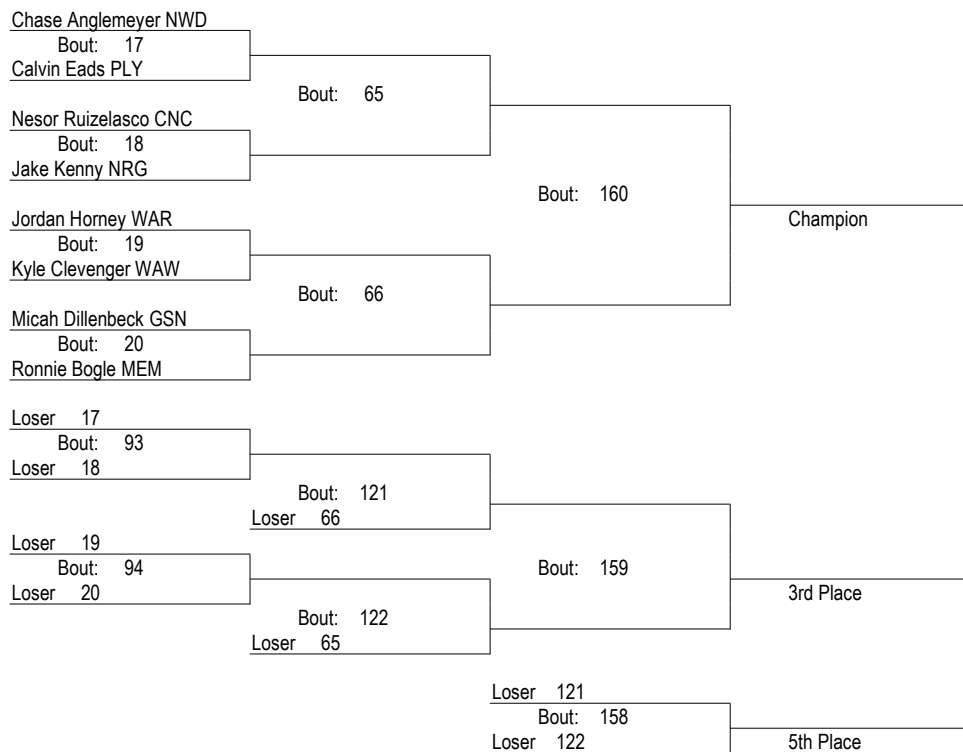 Chase Anglemeyer NWD
Bout: 17
Calvin Eads PLY
Bout: 65
Nesor Ruizelasco CNC
Bout: 18
Jake Kenny NRG
Bout: 160
Jordan Horney WAR
Champion
Bout: 19
Kyle Clevenger WAW
Bout: 66
Micah Dillenbeck GSN
Bout: 20
Ronnie Bogle MEM
Loser 17
Bout: 93
Loser 18
Bout: 121
Loser 66
Loser 19
Bout: 94
Bout: 159
Loser 20
3rd Place
Bout: 122
Loser 65
Loser 121
Bout: 158
Loser 122
5th Place